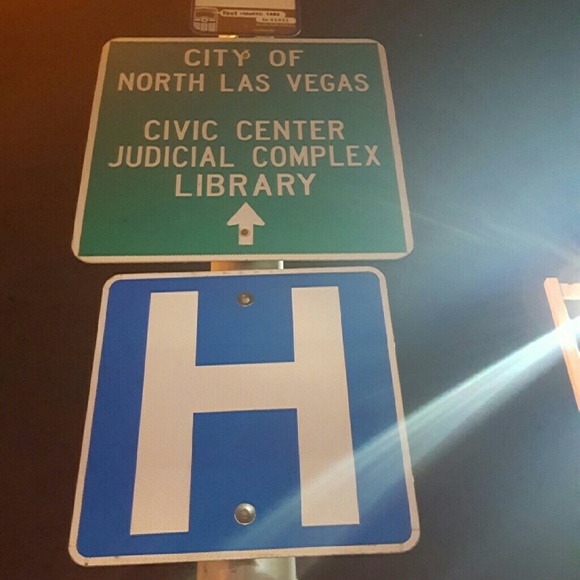 CITY OF
NORTH LAS VEGAS
CIVIC CENTER
JUDICIAL COMPLEX
LIBRARY
H